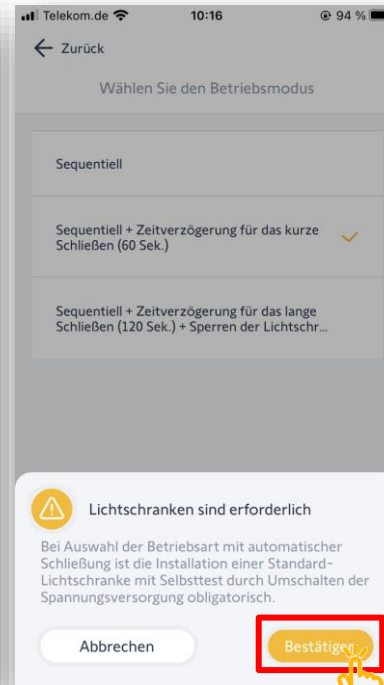 Telekom.de 10:16 94 %
Zurück
Wählen Sie den Betriebsmodus
Sequentiell
Sequentiell + Zeitverzögerung für das kurze
Schließen (60 Sek.)
Sequentiell + Zeitverzögerung für das lange
Schließen (120 Sek.) + Sperren der Lichtschr...
Lichtschranken sind erforderlich
Bei Auswahl der Betriebsart mit automatischer
Schließung ist die Installation einer Standard-
Lichtschranke mit Selbsttest durch Umschalten der
Spannungsversorgung obligatorisch.
Abbrechen Bestätigen